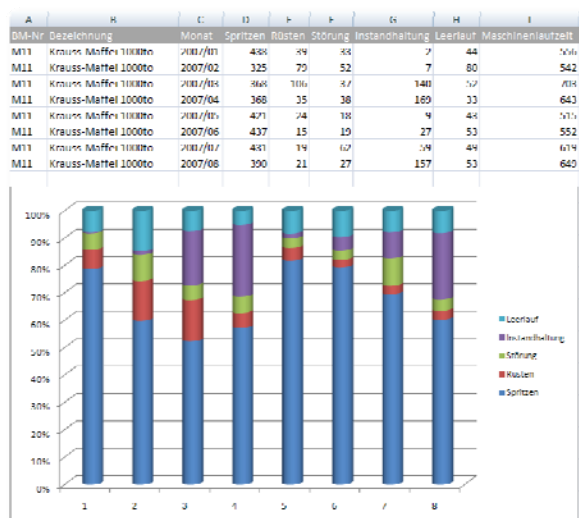 A B C D E F G H I
BM-Nr Bezeichnung Monat Spritzen Rüsten Störung Instandhaltung Leerlauf Maschinenlaufzeit
M11 Krauss-Maffei 1000to 2007/01 438 39 33 2 44 556
M11 Krauss-Maffei 1000to 2007/02 325 79 52 7 80 542
M11 Krauss-Maffei 1000to 2007/03 368 106 37 140 52 703
M11 Krauss-Maffei 1000to 2007/04 368 35 38 169 33 643
M11 Krauss-Maffei 1000to 2007/05 421 24 18 9 43 515
M11 Krauss-Maffei 1000to 2007/06 437 15 19 27 53 552
M11 Krauss-Maffei 1000to 2007/07 431 19 62 59 49 619
M11 Krauss-Maffei 1000to 2007/08 390 21 27 157 53 649
100%
90%
80%
70%
60%
50%
40%
30%
20%
10%
0%
1 2 3 4 5 6 7 8
Leerlauf
Instandhaltung
Störung
Rüsten
Spritzen